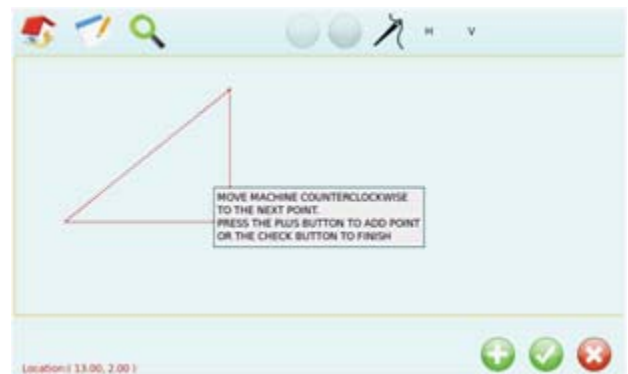 H V
MOVE MACHINE COUNTERCLOCKWISE
TO THE NEXT POINT.
PRESS THE PLUS BUTTON TO ADD POINT
OR THE CHECK BUTTON TO FINISH
Location:( 13.00, 2.00 )